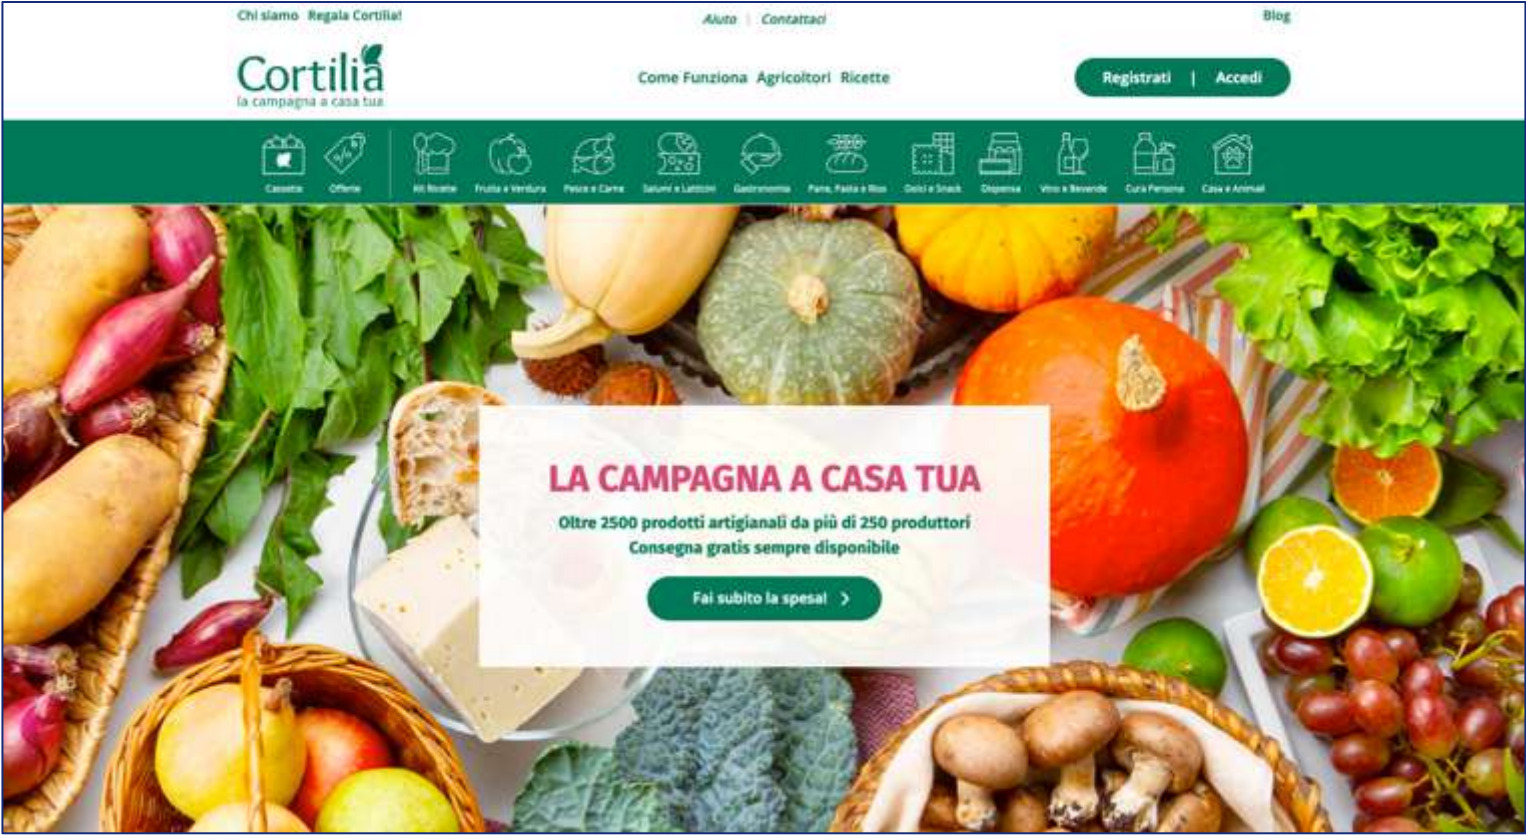 Chi siamo Regala Cortilia!
Aiuto | Contattaci
Blog
Cortilia
la campagna a casa tua
Come Funziona Agricoltori Ricette
Registrati | Accedi
Cassette
Offerte
Kit Ricette
Frutta e Verdura
Pesce e Carne
Salumi e Latticini
Gastronomia
Pane, Pasta e Riso
Dolci e Snack
Dispensa
Vino e Bevande
Cura Persona
Casa e Animali
LA CAMPAGNA A CASA TUA
Oltre 2500 prodotti artigianali da più di 250 produttori
Consegna gratis sempre disponibile
Fai subito la spesa! >